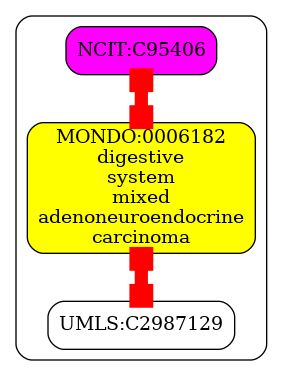 NCIT:C95406
MONDO:0006182
digestive
system
mixed
adenoneuroendocrine
carcinoma
UMLS:C2987129